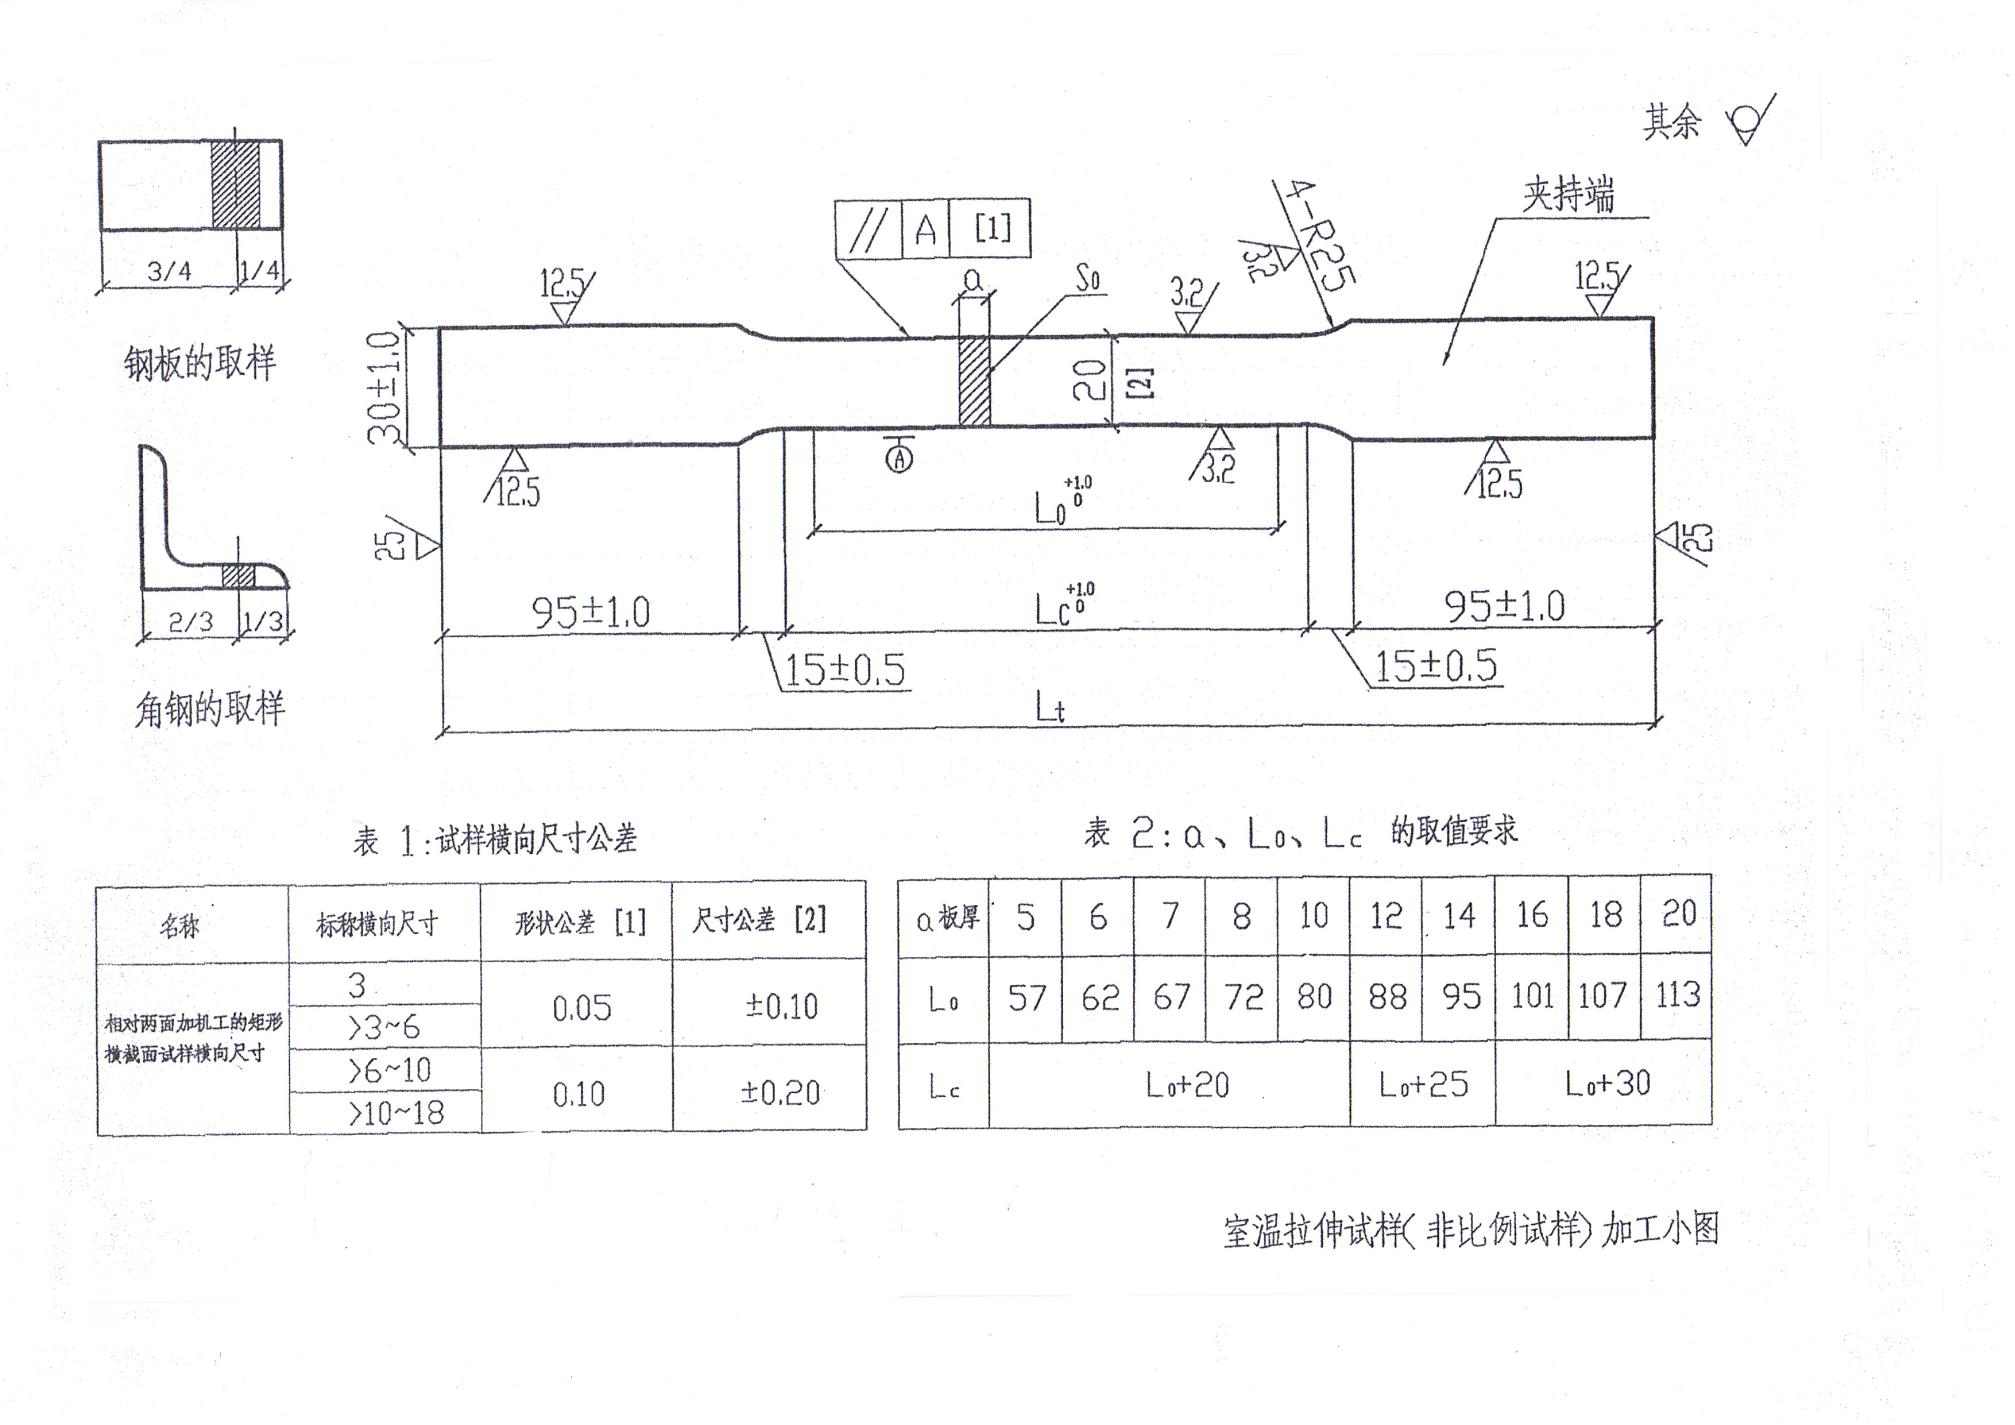 其余
夹持端
3/4 1/4
钢板的取样
2/3 1/3
角钢的取样
// A [1]
a
S0
4-R25
3.2
12.5
3.2
12.5
30±1.0
20
[2]
A
12.5
3.2
12.5
25
25
L0 +1.0 0
95±1.0
Lc +1.0 0
95±1.0
15±0.5
15±0.5
Lt
表 1:试样横向尺寸公差
名称 标称横向尺寸 形状公差 [1] 尺寸公差 [2]
相对两面加机工的矩形
横截面试样横向尺寸
3
>3~6
0.05 ±0.10
>6~10
>10~18
0.10 ±0.20
表 2:a、L0、Lc 的取值要求
a 板厚 5 6 7 8 10 12 14 16 18 20
L0 57 62 67 72 80 88 95 101 107 113
Lc L0+20 L0+25 L0+30
室温拉伸试样(非比例试样)加工小图